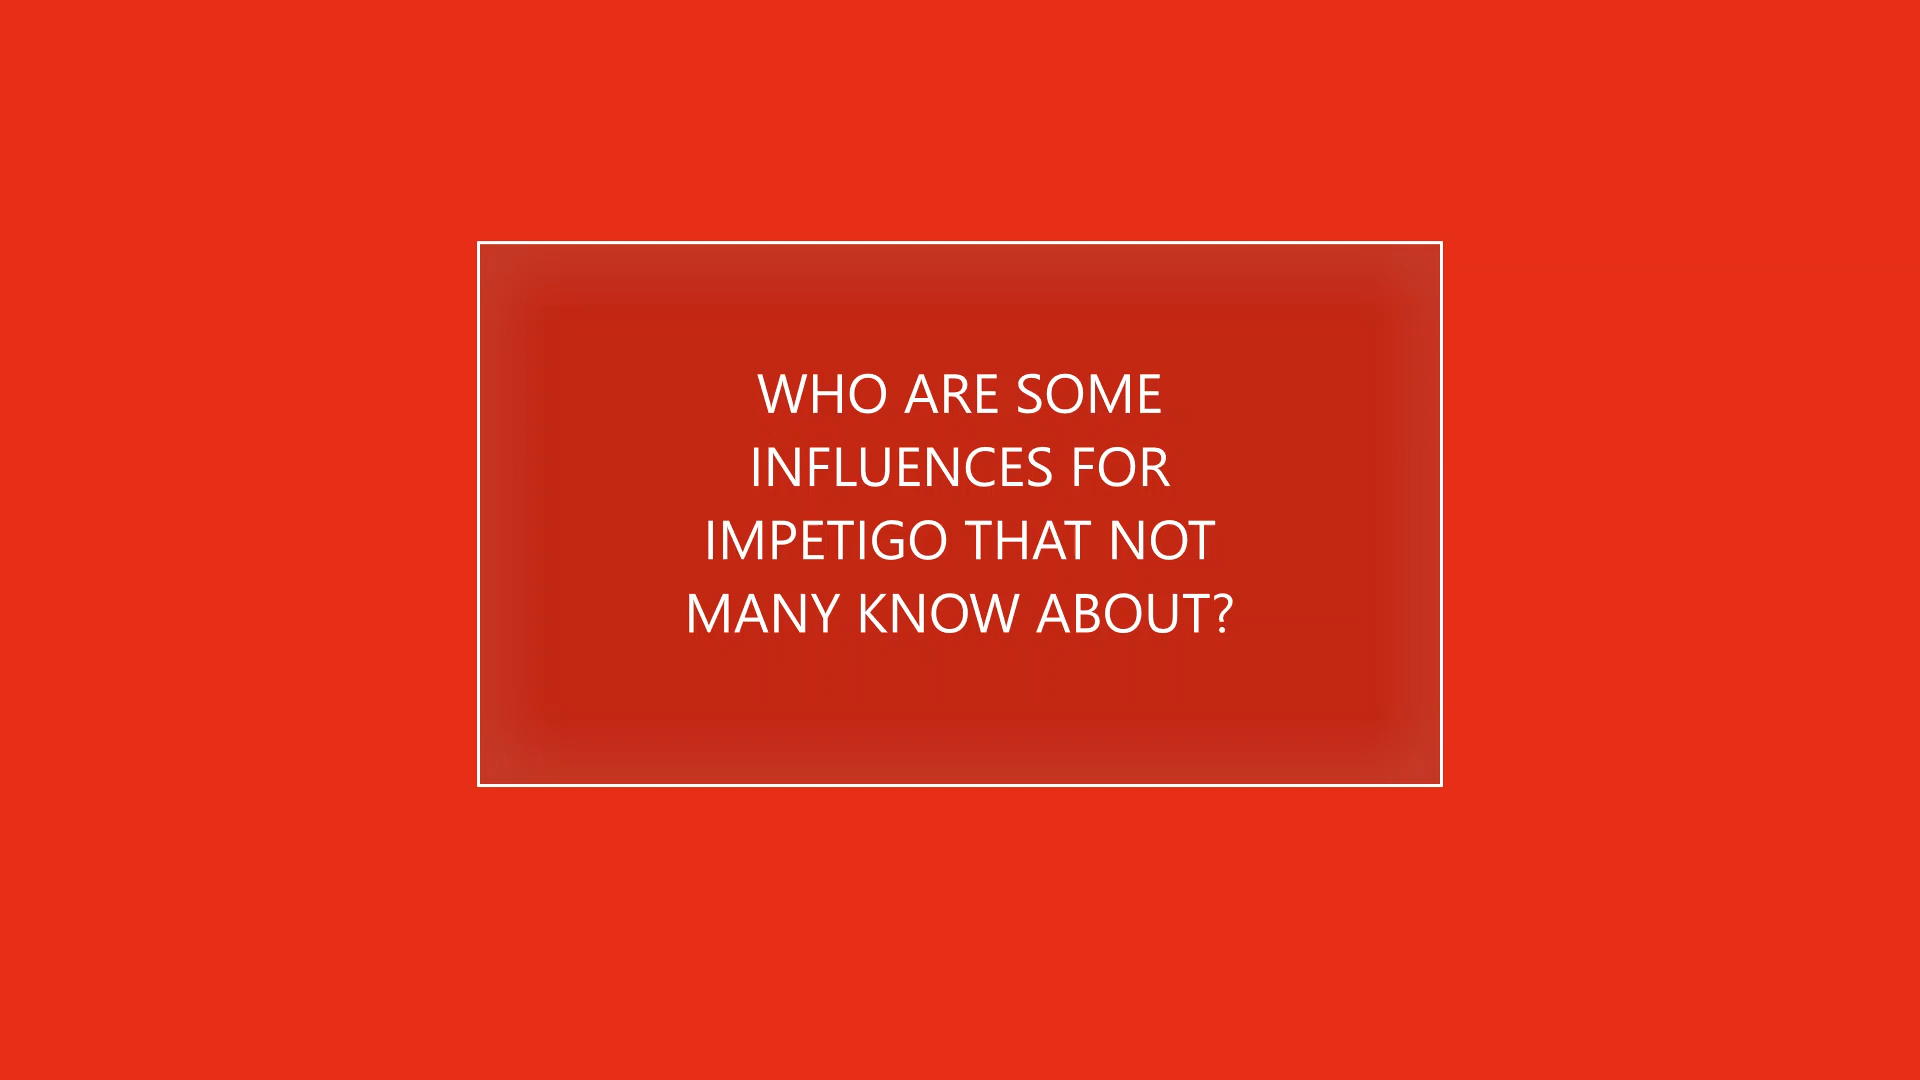 WHO ARE SOME
INFLUENCES FOR
IMPETIGO THAT NOT
MANY KNOW ABOUT?